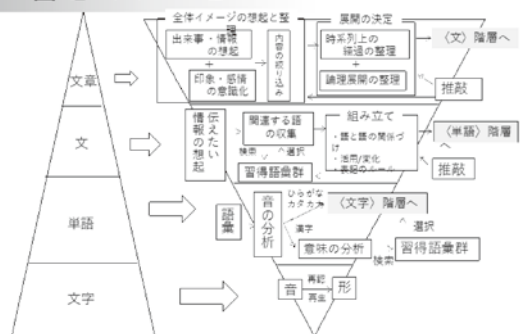 全体イメージの想起と整理
展開の決定
出来事・情報の想起
＋
印象・感情の意識化
内容の絞り込み
時系列上の経過の整理
＋
論理展開の整理
〈文〉階層へ
推敲
文章
文
伝えたい情報の想起
関連する語の収集
検索
選択
習得語彙群
組み立て
・語と語の関係づけ
・活用/変化
・表記のルール
〈単語〉階層へ
推敲
単語
語彙
音の分析
ひらがな
カタカナ
〈文字〉階層へ
漢字
意味の分析
選択
検索
習得語彙群
文字
音
再認
再生
形